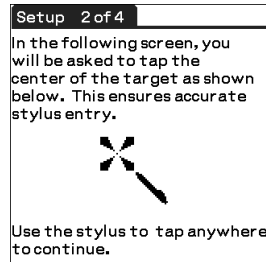 Setup 2 of 4
In the following screen, you
will be asked to tap the
center of the target as shown
below. This ensures accurate
stylus entry.
Use the stylus to tap anywhere
to continue.